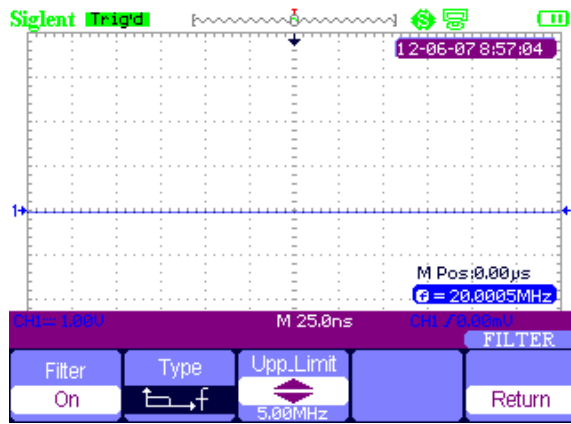 Siglent Trig'd
12-06-07 8:57:04
1
M Pos:0.00µs
f = 20.0005MHz
CH1 1.00V M 25.0ns CH1 0.00mV
FILTER
Filter Type Upp_Limit
On f 5.00MHz Return